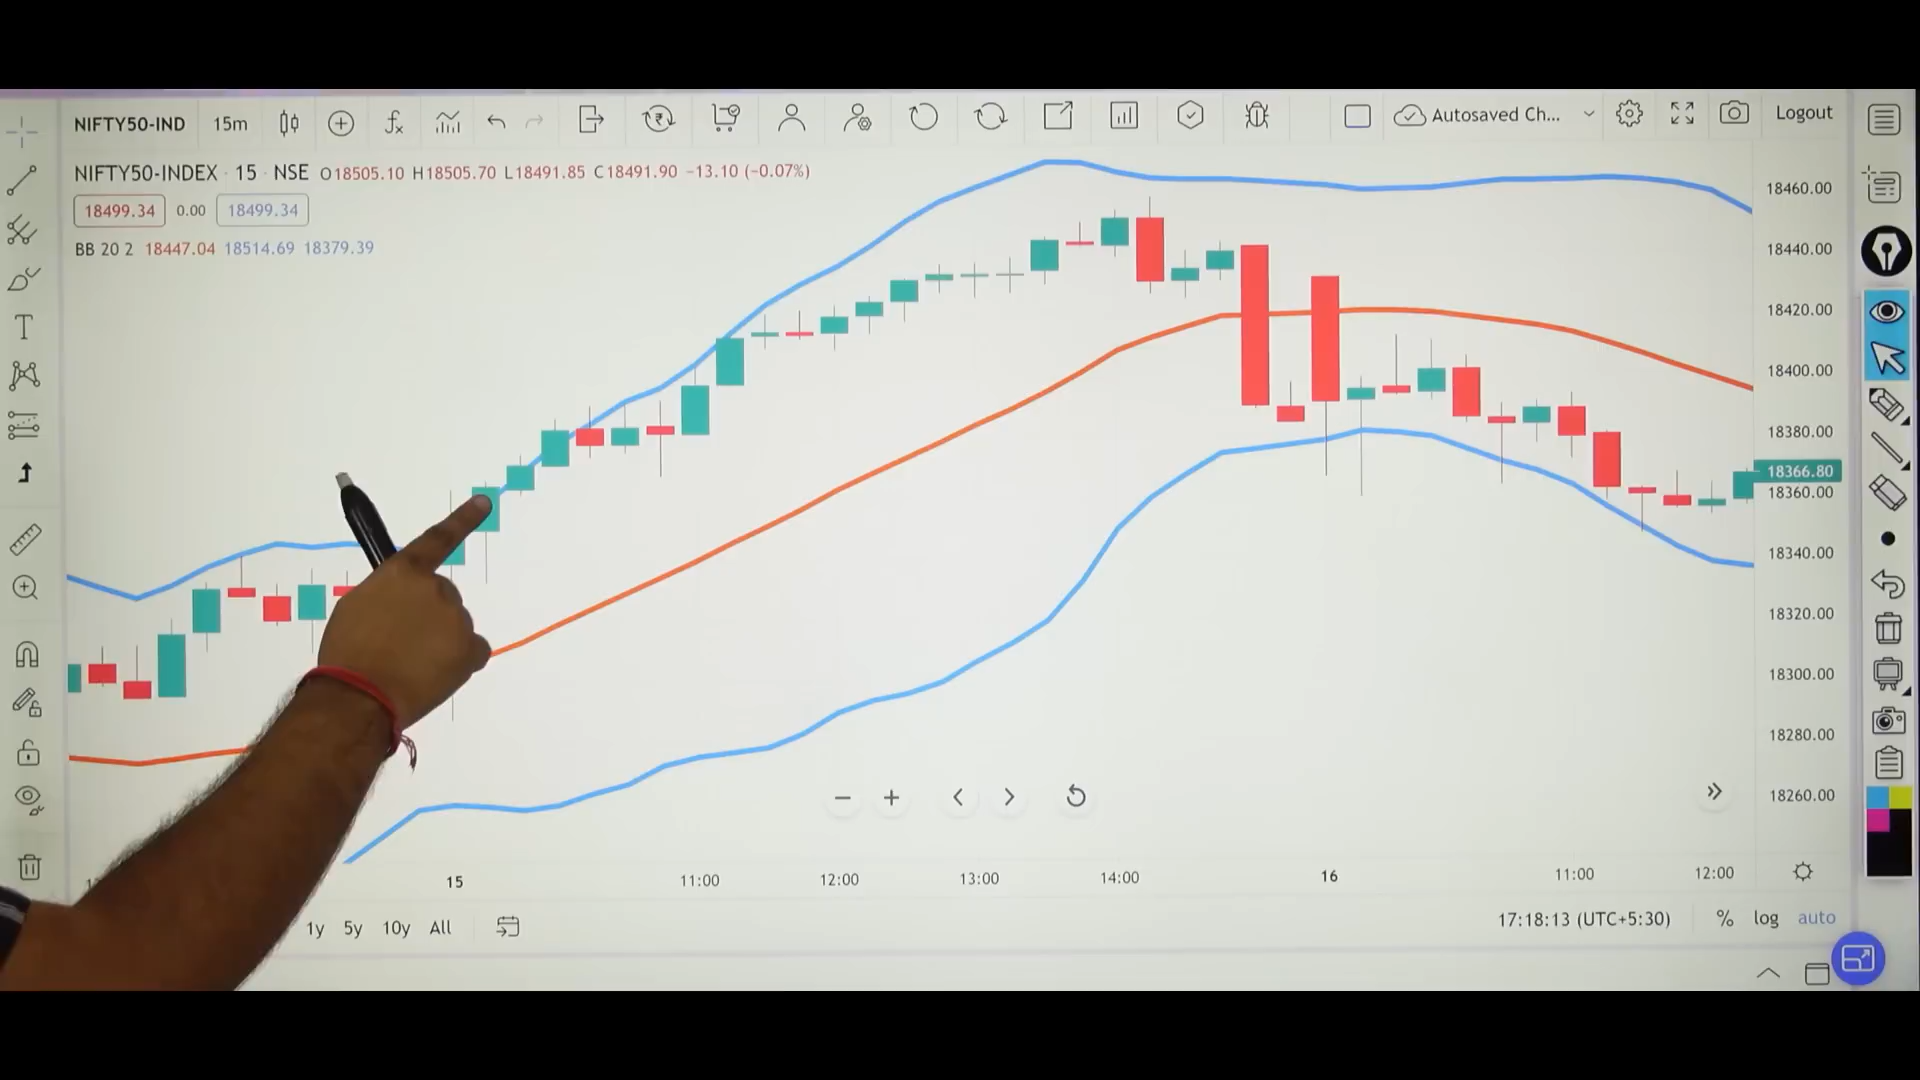 NIFTY50-IND 15m fx Autosaved Ch... Logout
NIFTY50-INDEX · 15 · NSE O18505.10 H18505.70 L18491.85 C18491.90 −13.10 (−0.07%)
18499.34 0.00 18499.34
BB 20 2 18447.04 18514.69 18379.39
18460.00
18440.00
18420.00
18400.00
18380.00
18366.80
18360.00
18340.00
18320.00
18300.00
18280.00
18260.00
15 11:00 12:00 13:00 14:00 16 11:00 12:00
1y 5y 10y All 17:18:13 (UTC+5:30) % log auto